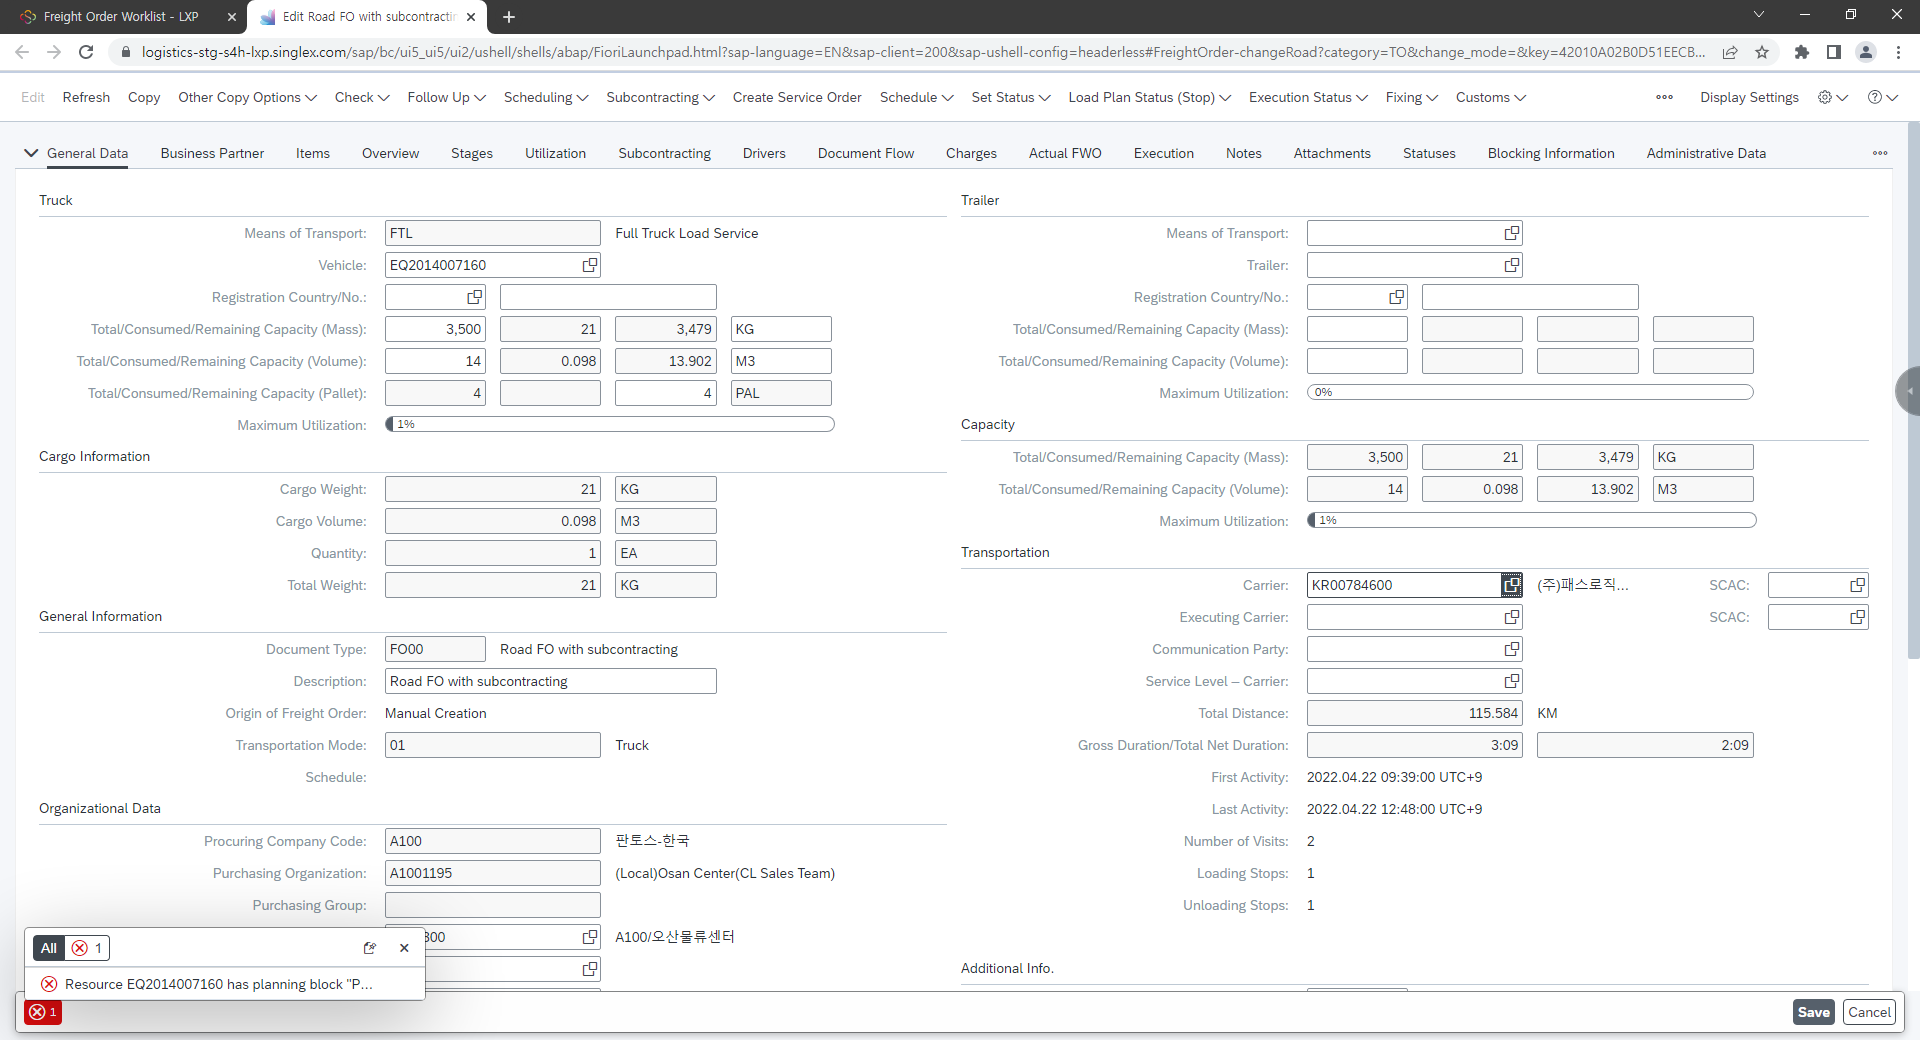 Freight Order Worklist - LXP
Edit Road FO with subcontractin
logistics-stg-s4h-lxp.singlex.com/sap/bc/ui5_ui5/ui2/ushell/shells/abap/FioriLaunchpad.html?sap-language=EN&sap-client=200&sap-ushell-config=headerless#FreightOrder-changeRoad?category=TO&change_mode=&key=42010A02B0D51EECB...
Edit Refresh Copy Other Copy Options Check Follow Up Scheduling Subcontracting Create Service Order Schedule Set Status Load Plan Status (Stop) Execution Status Fixing Customs Display Settings
General Data Business Partner Items Overview Stages Utilization Subcontracting Drivers Document Flow Charges Actual FWO Execution Notes Attachments Statuses Blocking Information Administrative Data
Truck
Means of Transport: FTL Full Truck Load Service
Vehicle: EQ2014007160
Registration Country/No.:
Total/Consumed/Remaining Capacity (Mass): 3,500 21 3,479 KG
Total/Consumed/Remaining Capacity (Volume): 14 0.098 13.902 M3
Total/Consumed/Remaining Capacity (Pallet): 4 4 PAL
Maximum Utilization: 1%
Cargo Information
Cargo Weight: 21 KG
Cargo Volume: 0.098 M3
Quantity: 1 EA
Total Weight: 21 KG
General Information
Document Type: FO00 Road FO with subcontracting
Description: Road FO with subcontracting
Origin of Freight Order: Manual Creation
Transportation Mode: 01 Truck
Schedule:
Organizational Data
Procuring Company Code: A100 판토스-한국
Purchasing Organization: A1001195 (Local)Osan Center(CL Sales Team)
Purchasing Group:
300 A100/오산물류센터
Trailer
Means of Transport:
Trailer:
Registration Country/No.:
Total/Consumed/Remaining Capacity (Mass):
Total/Consumed/Remaining Capacity (Volume):
Maximum Utilization: 0%
Capacity
Total/Consumed/Remaining Capacity (Mass): 3,500 21 3,479 KG
Total/Consumed/Remaining Capacity (Volume): 14 0.098 13.902 M3
Maximum Utilization: 1%
Transportation
Carrier: KR00784600 (주)패스로직... SCAC:
Executing Carrier: SCAC:
Communication Party:
Service Level – Carrier:
Total Distance: 115.584 KM
Gross Duration/Total Net Duration: 3:09 2:09
First Activity: 2022.04.22 09:39:00 UTC+9
Last Activity: 2022.04.22 12:48:00 UTC+9
Number of Visits: 2
Loading Stops: 1
Unloading Stops: 1
Additional Info.
All 1
Resource EQ2014007160 has planning block "P...
1
Save Cancel